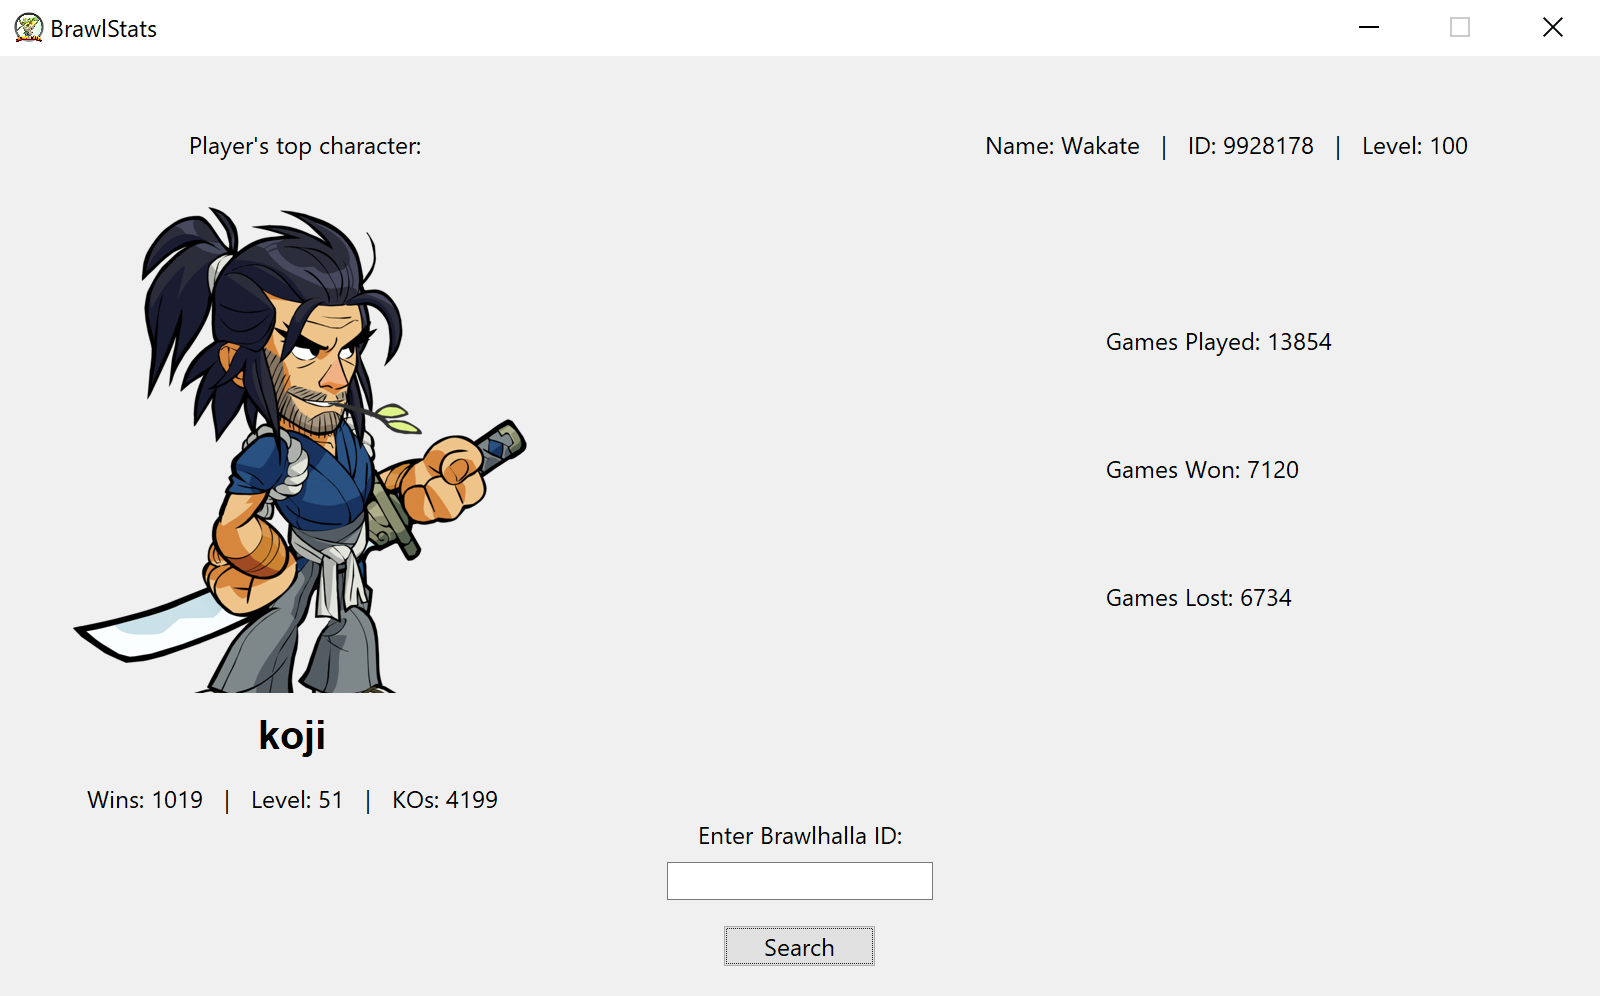 BrawlStats
Player's top character:
Name: Wakate | ID: 9928178 | Level: 100
Games Played: 13854
Games Won: 7120
Games Lost: 6734
koji
Wins: 1019 | Level: 51 | KOs: 4199
Enter Brawlhalla ID:
Search